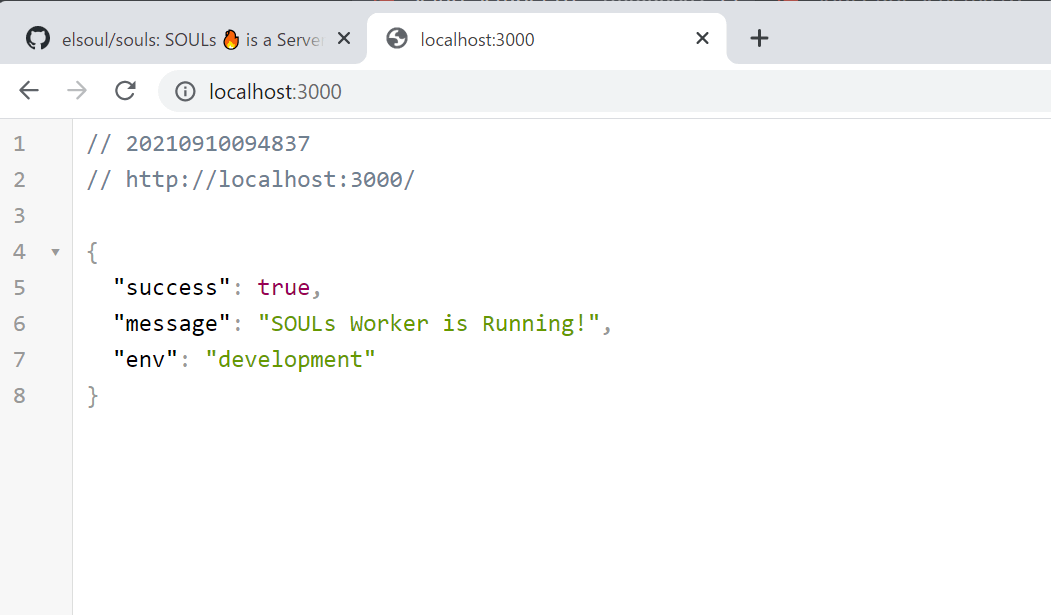 elsoul/souls: SOULs 🔥 is a Server
localhost:3000
localhost:3000
1 // 20210910094837
2 // http://localhost:3000/
3
4 {
5 "success": true,
6 "message": "SOULs Worker is Running!",
7 "env": "development"
8 }